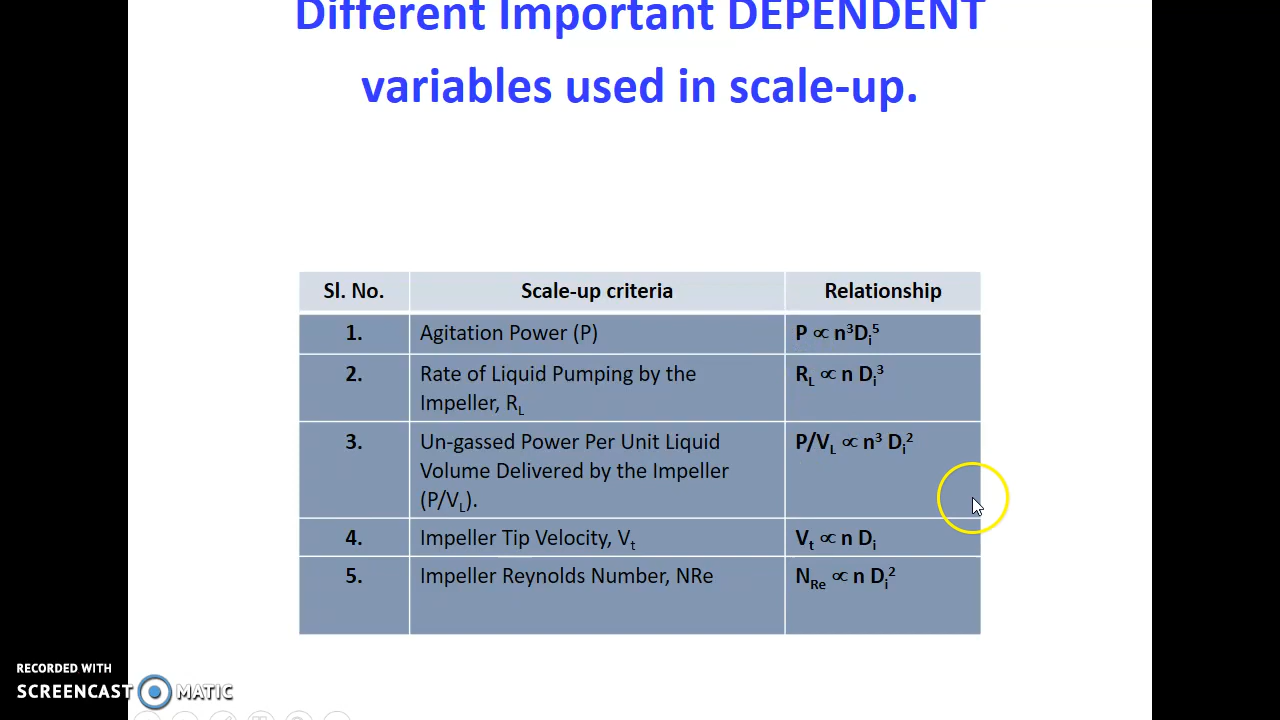 Different Important DEPENDENT
variables used in scale-up.
Sl. No. Scale-up criteria Relationship
1. Agitation Power (P) P ∝ n³Dᵢ⁵
2. Rate of Liquid Pumping by the
Impeller, R_L R_L ∝ n Dᵢ³
3. Un-gassed Power Per Unit Liquid
Volume Delivered by the Impeller
(P/V_L). P/V_L ∝ n³ Dᵢ²
4. Impeller Tip Velocity, Vₜ Vₜ ∝ n Dᵢ
5. Impeller Reynolds Number, NRe N_Re ∝ n Dᵢ²
RECORDED WITH
SCREENCAST MATIC